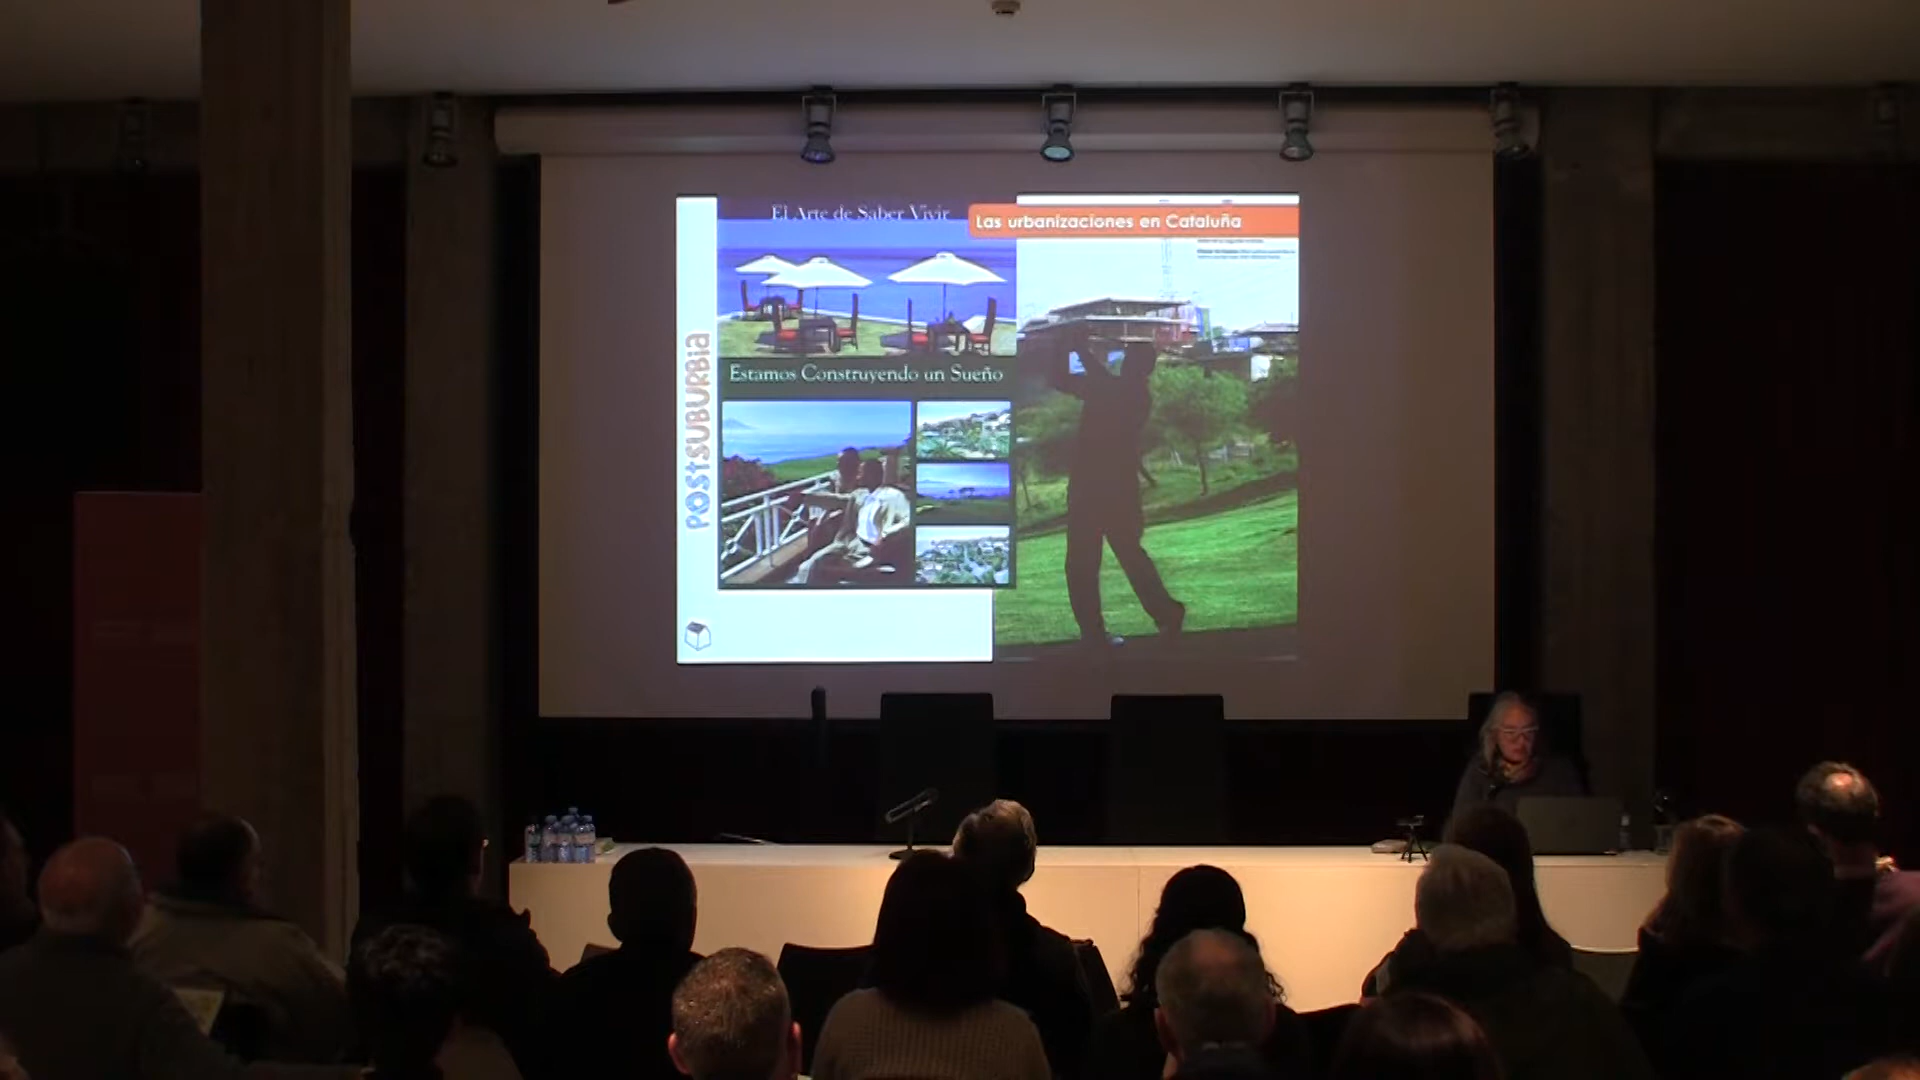 El Arte de Saber Vivir
Las urbanizaciones en Cataluña
Estamos Construyendo un Sueño
POStSUBURBia